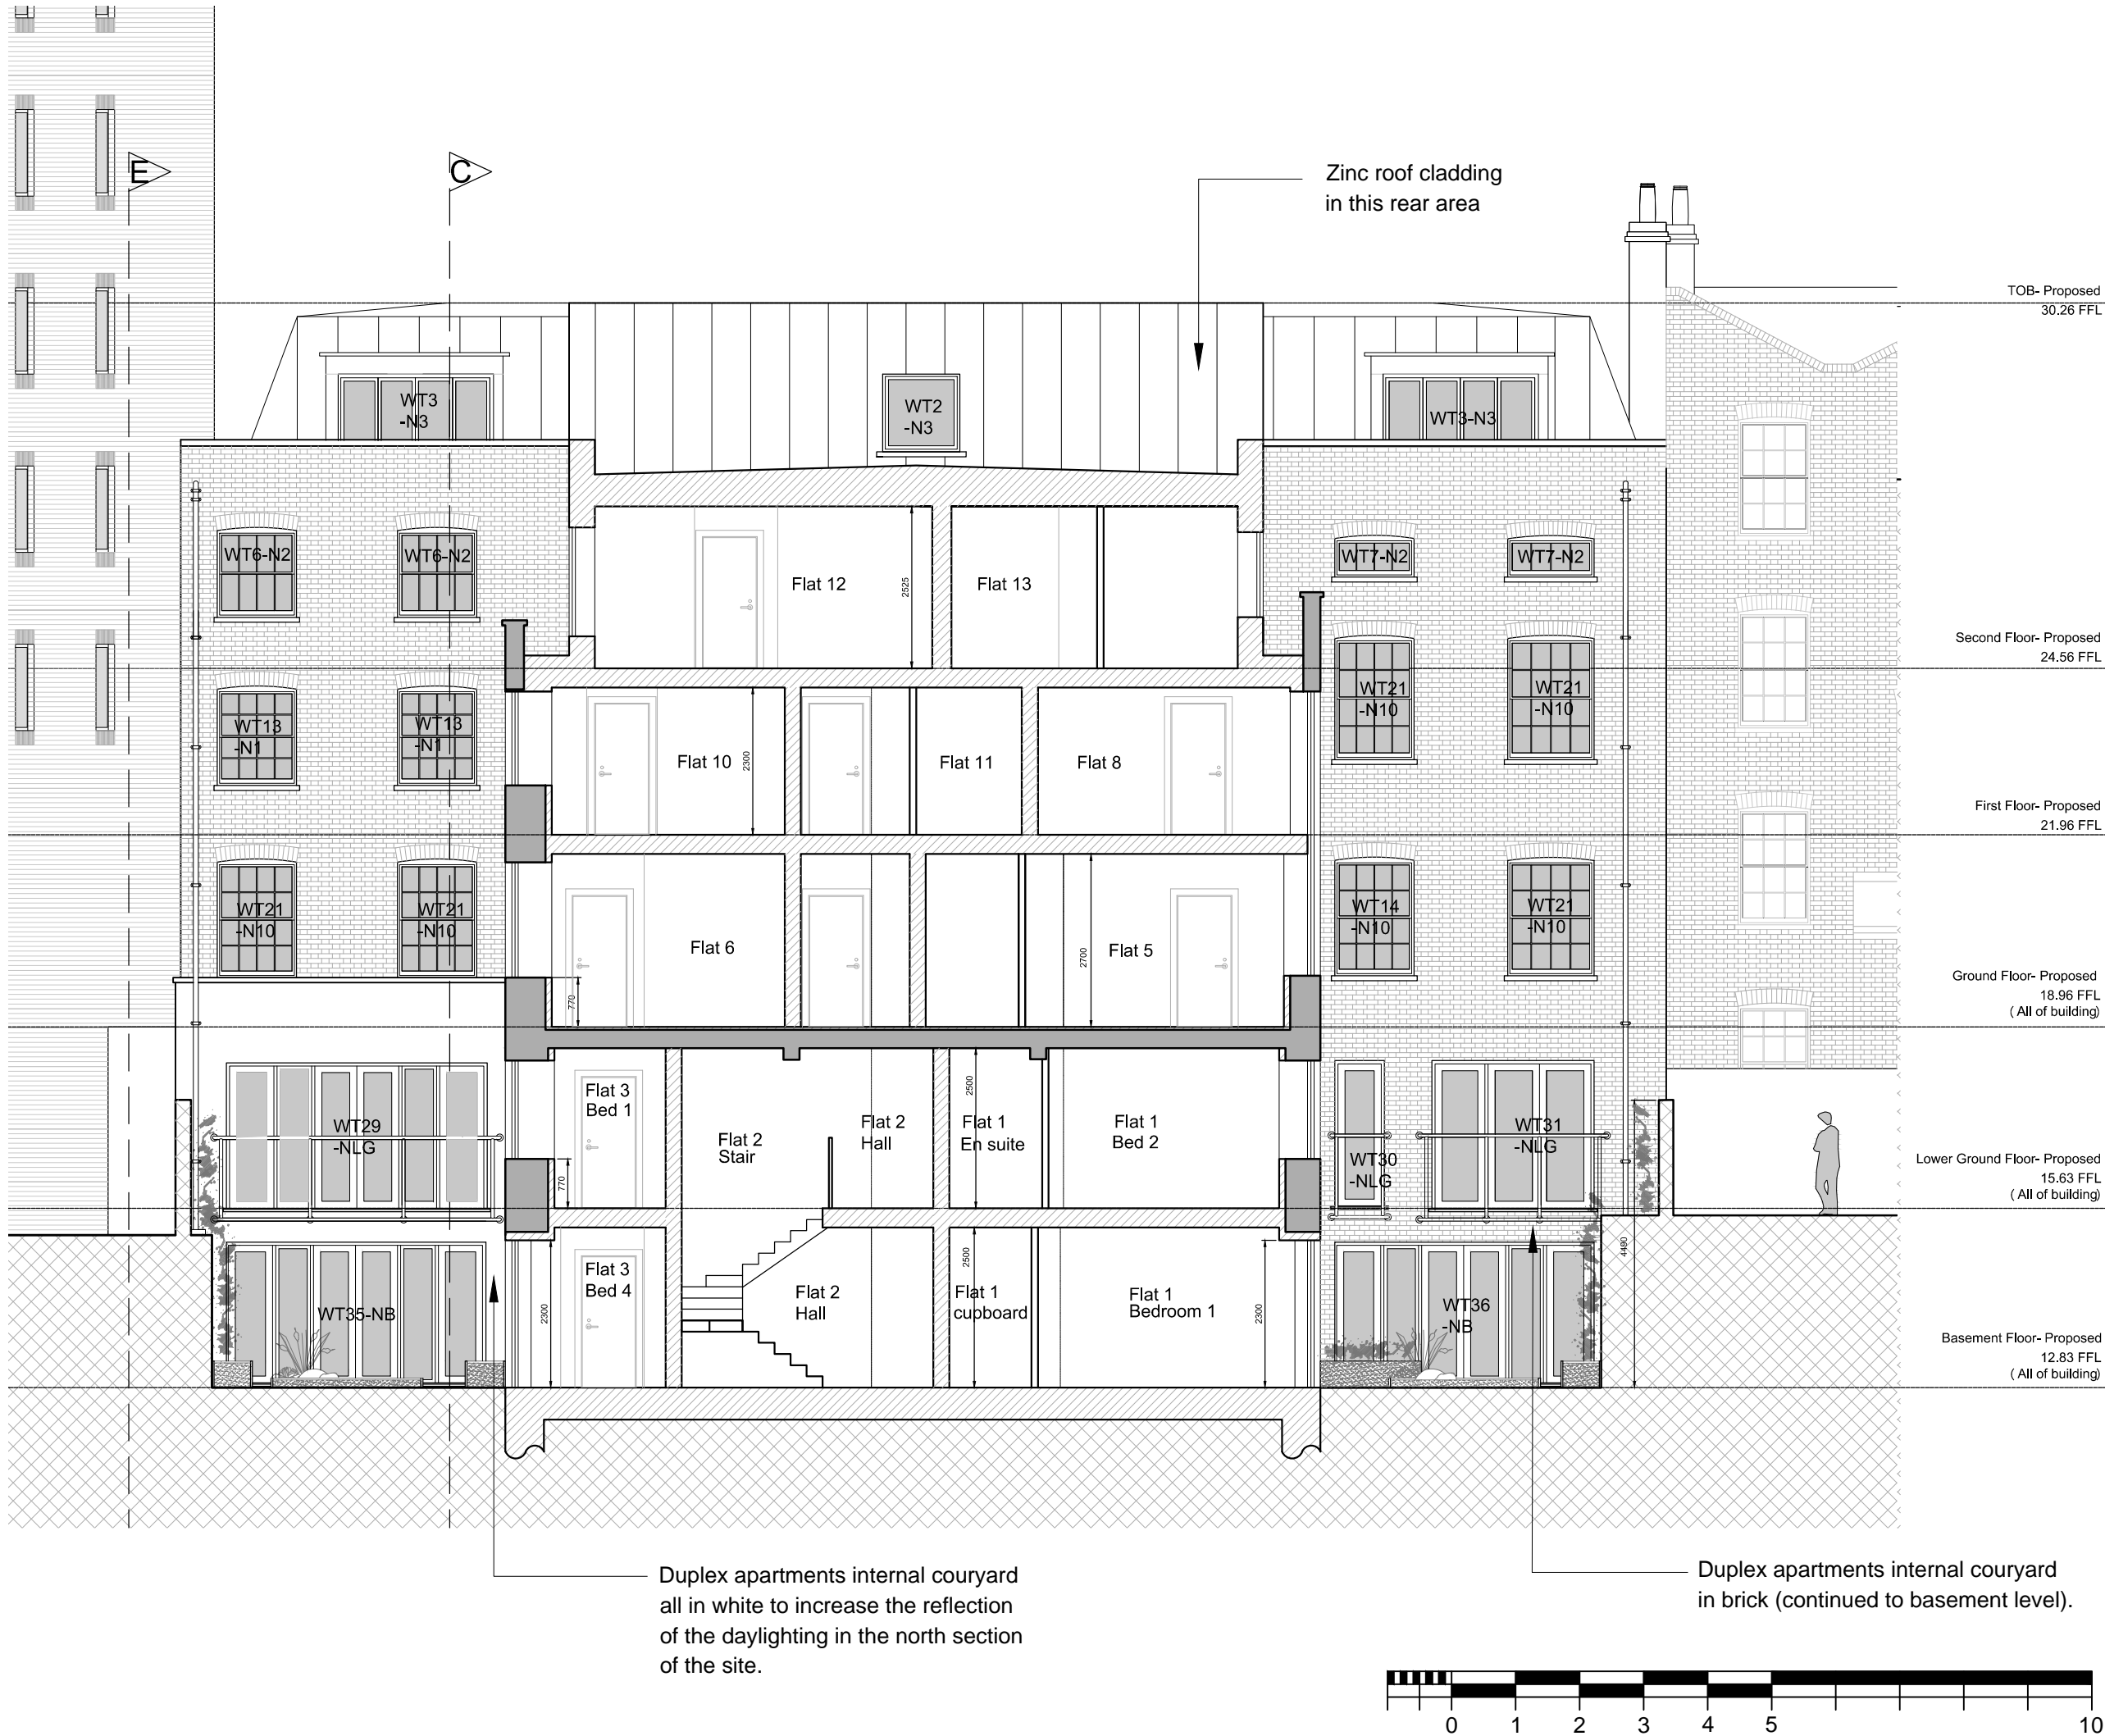 E
C
Zinc roof cladding
in this rear area
TOB- Proposed
30.26 FFL
WT3
-N3
WT2
-N3
WT3-N3
WT6-N2
WT6-N2
Flat 12
2525
Flat 13
WT7-N2
WT7-N2
Second Floor- Proposed
24.56 FFL
WT13
-N1
WT13
-N1
Flat 10
2300
Flat 11
Flat 8
WT21
-N10
WT21
-N10
First Floor- Proposed
21.96 FFL
WT21
-N10
WT21
-N10
Flat 6
770
2700
Flat 5
WT14
-N10
WT21
-N10
Ground Floor- Proposed
18.96 FFL
( All of building)
WT29
-NLG
Flat 3
Bed 1
770
Flat 2
Stair
Flat 2
Hall
2500
Flat 1
En suite
Flat 1
Bed 2
WT30
-NLG
WT31
-NLG
Lower Ground Floor- Proposed
15.63 FFL
( All of building)
WT35-NB
2300
Flat 3
Bed 4
Flat 2
Hall
2500
Flat 1
cupboard
Flat 1
Bedroom 1
2300
WT36
-NB
4490
Basement Floor- Proposed
12.83 FFL
( All of building)
Duplex apartments internal couryard
all in white to increase the reflection
of the daylighting in the north section
of the site.
Duplex apartments internal couryard
in brick (continued to basement level).
0 1 2 3 4 5 10